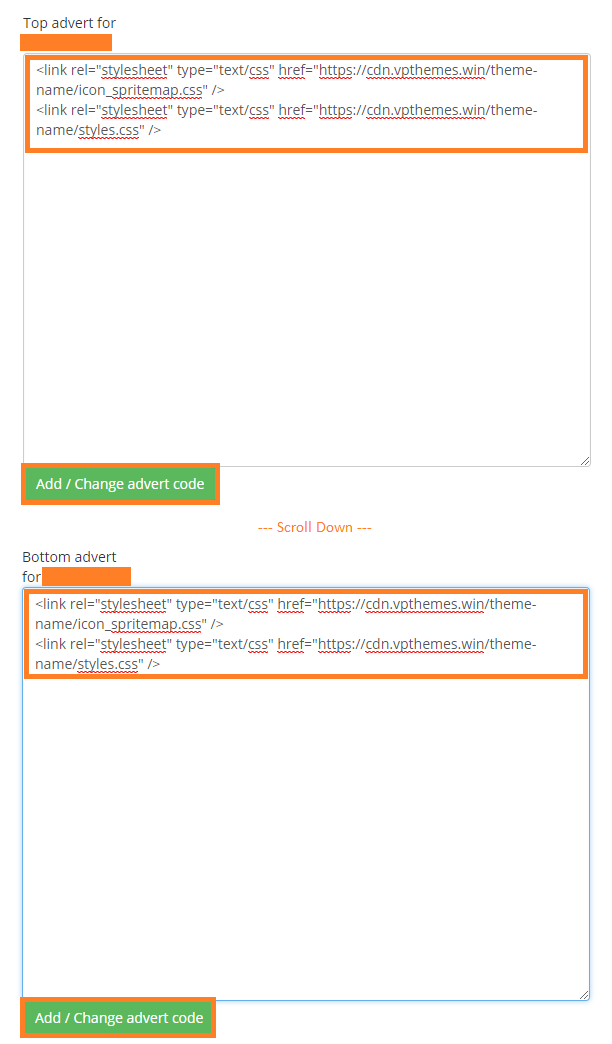 Top advert for
<link rel="stylesheet" type="text/css" href="https://cdn.vpthemes.win/theme-
name/icon_spritemap.css" />
<link rel="stylesheet" type="text/css" href="https://cdn.vpthemes.win/theme-
name/styles.css" />
Add / Change advert code
--- Scroll Down ---
Bottom advert
for
<link rel="stylesheet" type="text/css" href="https://cdn.vpthemes.win/theme-
name/icon_spritemap.css" />
<link rel="stylesheet" type="text/css" href="https://cdn.vpthemes.win/theme-
name/styles.css" />
Add / Change advert code